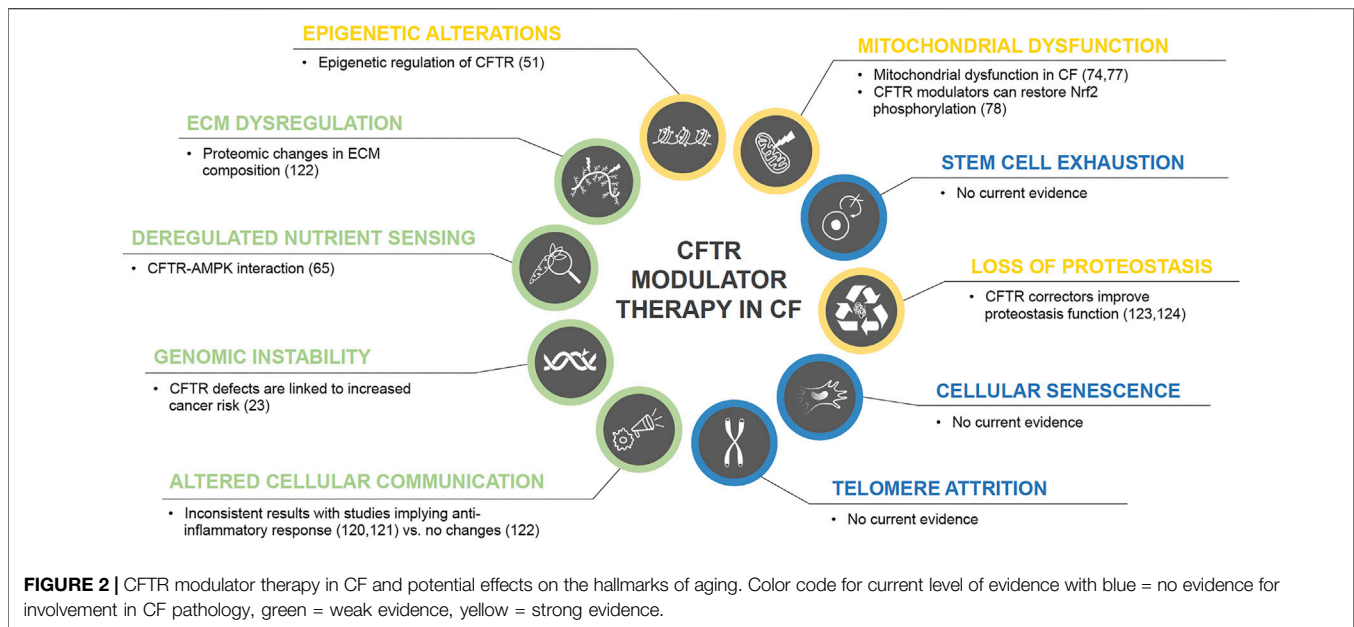 EPIGENETIC ALTERATIONS
• Epigenetic regulation of CFTR (51)
MITOCHONDRIAL DYSFUNCTION
• Mitochondrial dysfunction in CF (74,77)
• CFTR modulators can restore Nrf2
phosphorylation (78)
ECM DYSREGULATION
• Proteomic changes in ECM
composition (122)
STEM CELL EXHAUSTION
• No current evidence
DEREGULATED NUTRIENT SENSING
• CFTR-AMPK interaction (65)
CFTR
MODULATOR
THERAPY IN CF
LOSS OF PROTEOSTASIS
• CFTR correctors improve
proteostasis function (123,124)
GENOMIC INSTABILITY
• CFTR defects are linked to increased
cancer risk (23)
CELLULAR SENESCENCE
• No current evidence
ALTERED CELLULAR COMMUNICATION
• Inconsistent results with studies implying anti-
inflammatory response (120,121) vs. no changes (122)
TELOMERE ATTRITION
• No current evidence
FIGURE 2 | CFTR modulator therapy in CF and potential effects on the hallmarks of aging. Color code for current level of evidence with blue = no evidence for
involvement in CF pathology, green = weak evidence, yellow = strong evidence.